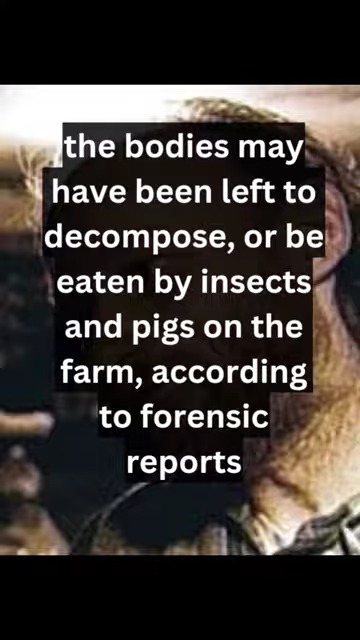 the bodies may
have been left to
decompose, or be
eaten by insects
and pigs on the
farm, according
to forensic
reports